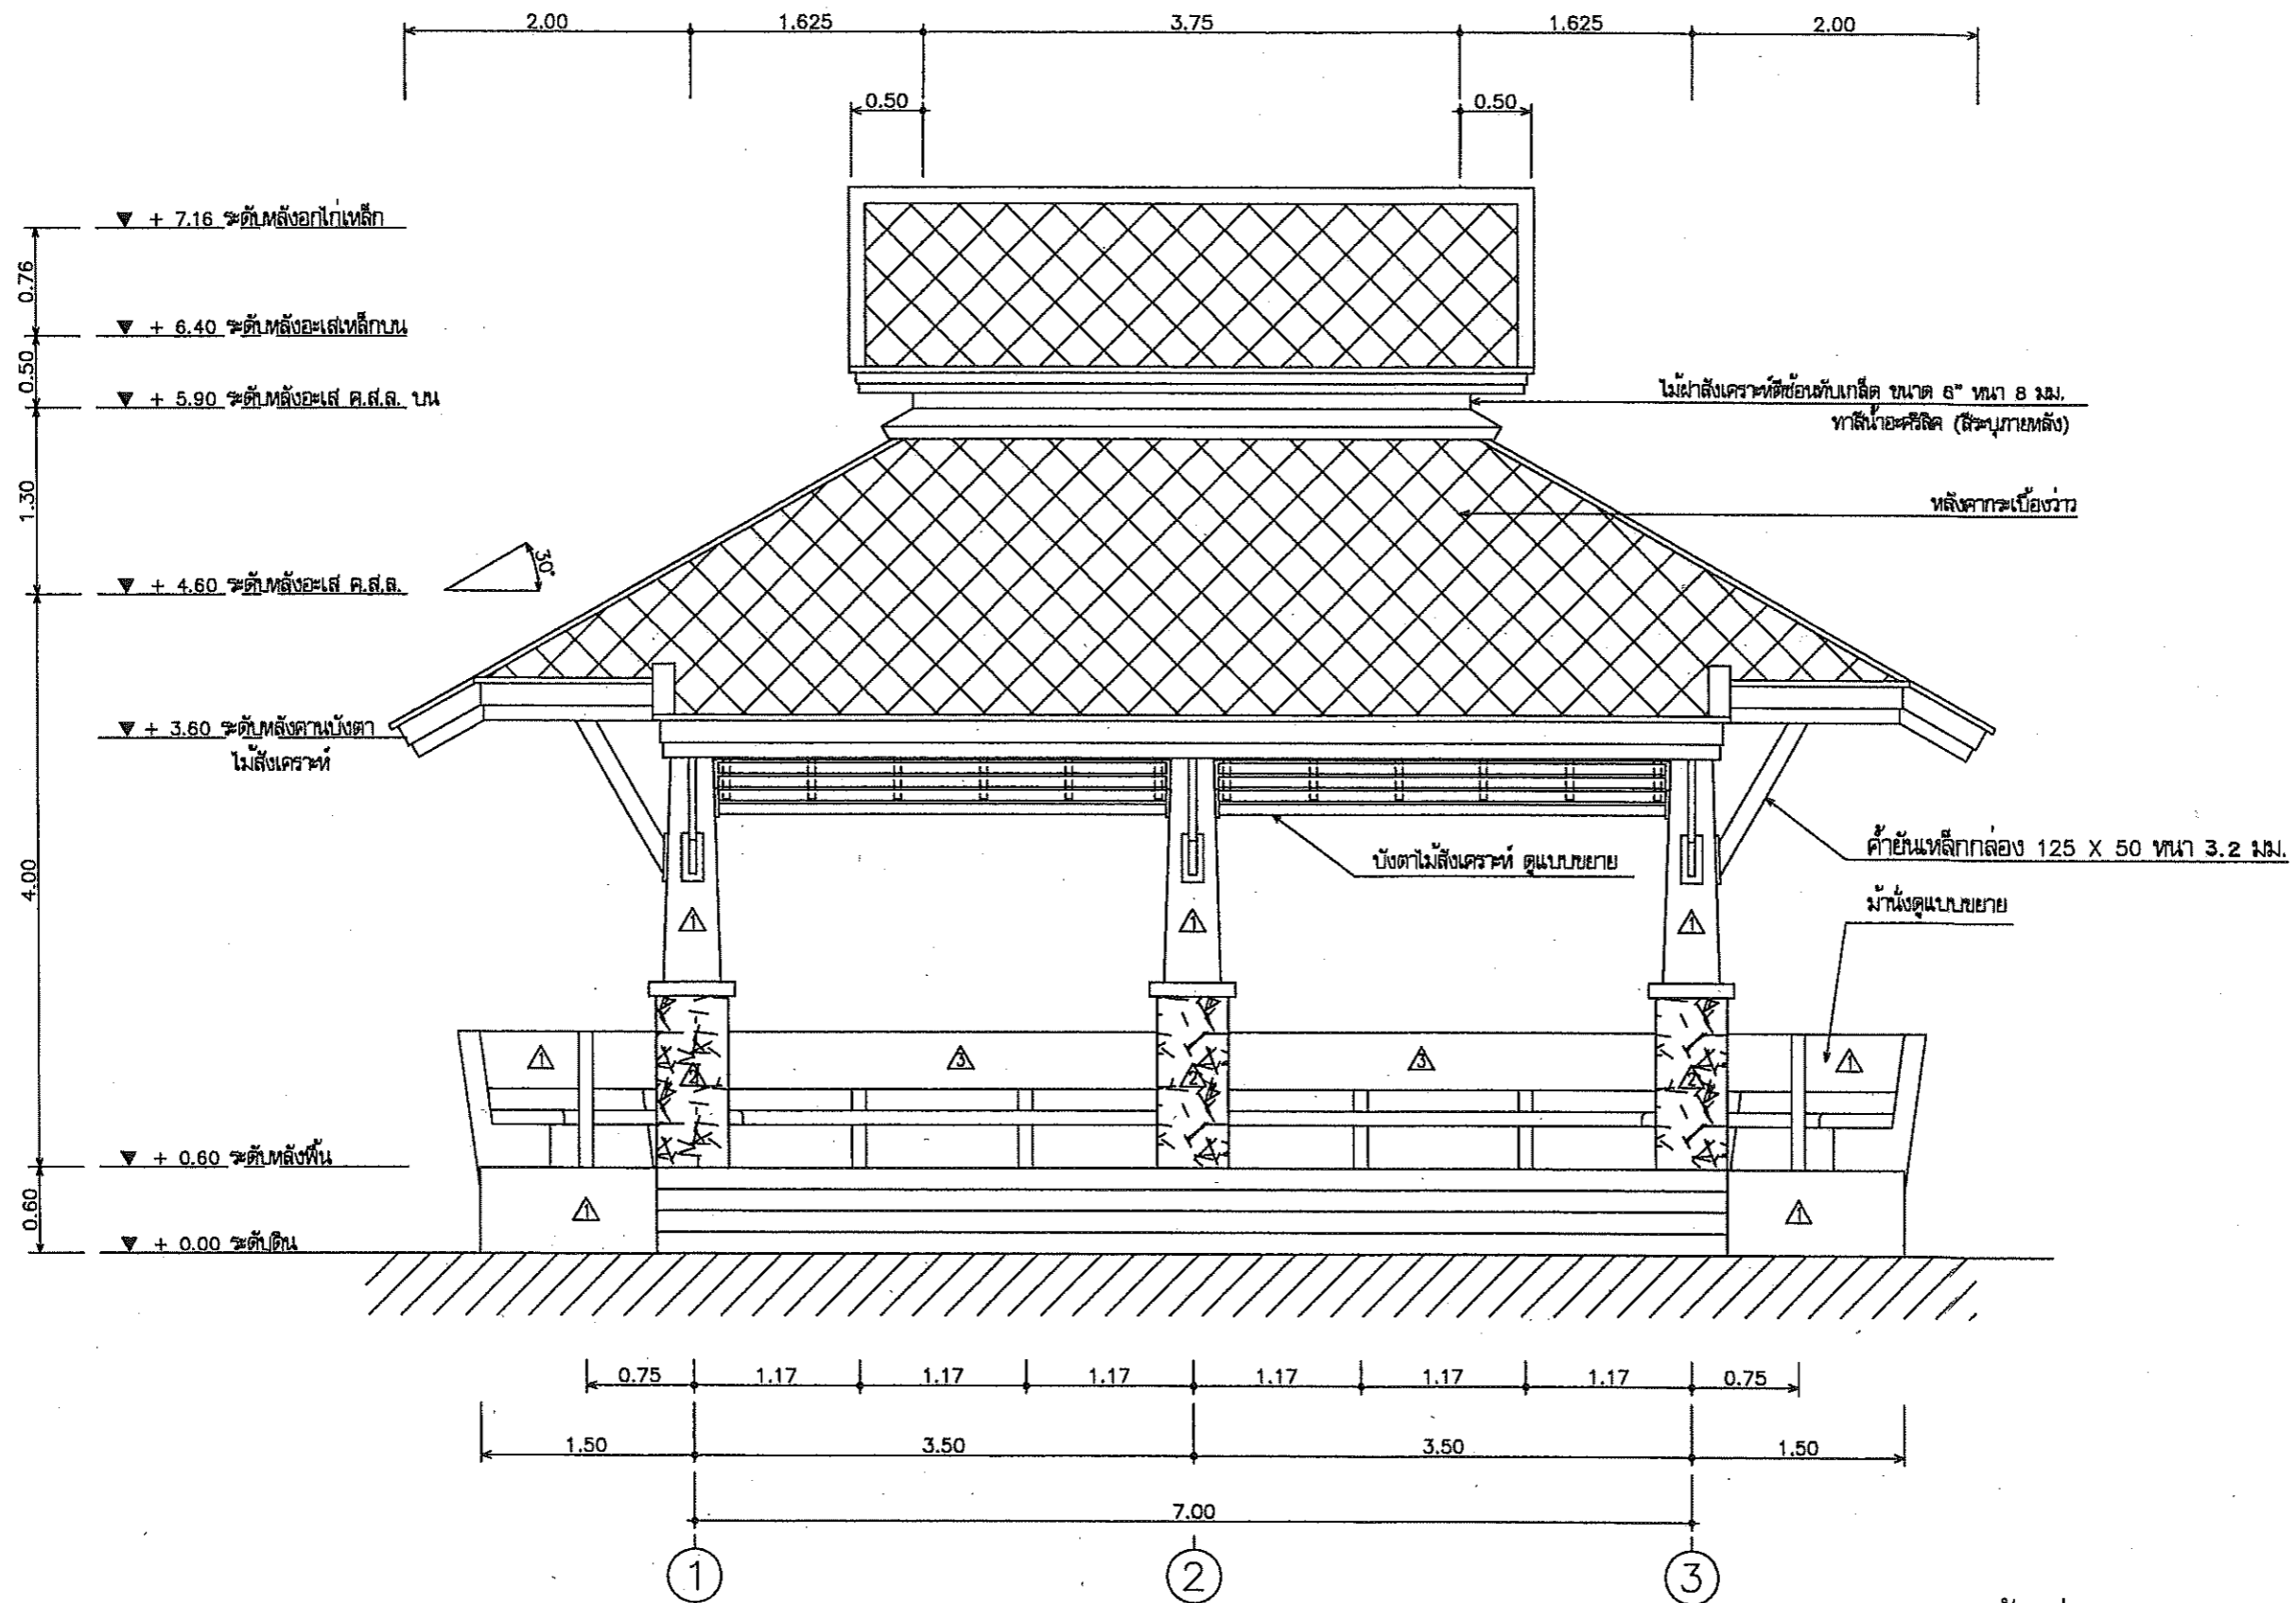 2.00 1.625 3.75 1.625 2.00
0.50 0.50
+ 7.16 ระดับหลังอกไก่เหล็ก
0.76
+ 6.40 ระดับหลังอะเสเหล็กบน
0.50
+ 5.90 ระดับหลังอะเส ค.ส.ล. บน
ไม้ฝาสังเคราะห์ตีซ้อนทับเกล็ด ขนาด 6" หนา 8 มม.
ทาสีน้ำอะคริลิค (สีระบุภายหลัง)
1.30
หลังคากระเบื้องว่าว
30°
+ 4.60 ระดับหลังอะเส ค.ส.ล.
+ 3.60 ระดับหลังคานบังตา
ไม้สังเคราะห์
4.00
บังตาไม้สังเคราะห์ ดูแบบขยาย
ค้ำยันเหล็กกล่อง 125 X 50 หนา 3.2 มม.
ม้านั่งดูแบบขยาย
1 1 1
1 3 3 1
2 2 2
+ 0.60 ระดับหลังพื้น
0.60
1 1
+ 0.00 ระดับดิน
0.75 1.17 1.17 1.17 1.17 1.17 1.17 0.75
1.50 3.50 3.50 1.50
7.00
1 2 3